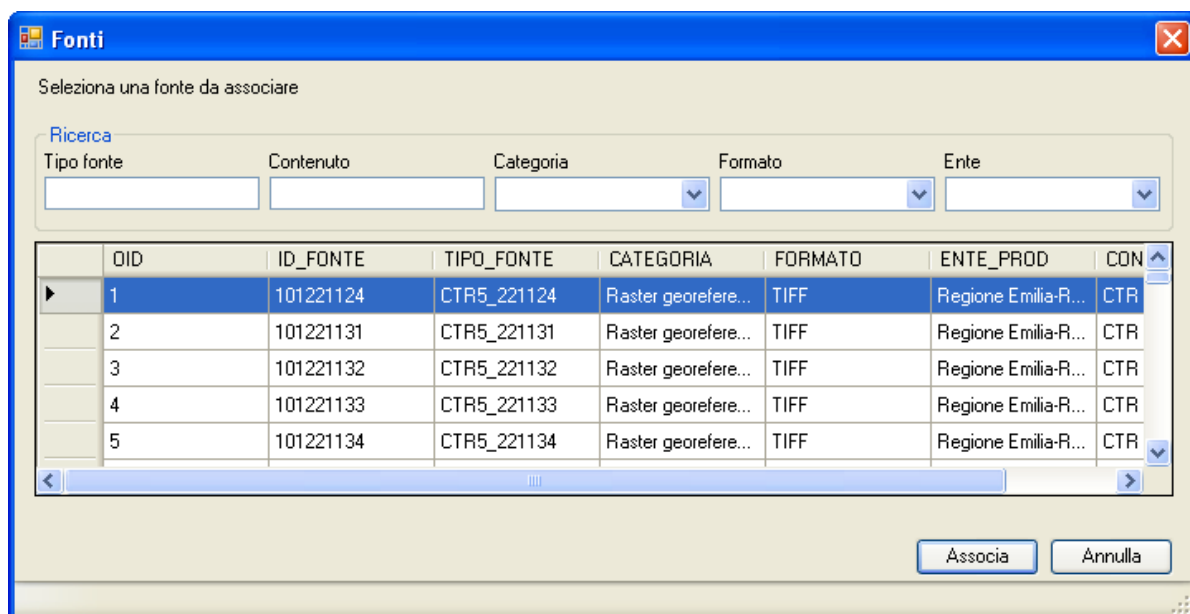 Fonti
Seleziona una fonte da associare
Ricerca
Tipo fonte Contenuto Categoria Formato Ente
OID ID_FONTE TIPO_FONTE CATEGORIA FORMATO ENTE_PROD CON
1 101221124 CTR5_221124 Raster georefere... TIFF Regione Emilia-R... CTR
2 101221131 CTR5_221131 Raster georefere... TIFF Regione Emilia-R... CTR
3 101221132 CTR5_221132 Raster georefere... TIFF Regione Emilia-R... CTR
4 101221133 CTR5_221133 Raster georefere... TIFF Regione Emilia-R... CTR
5 101221134 CTR5_221134 Raster georefere... TIFF Regione Emilia-R... CTR
Associa Annulla